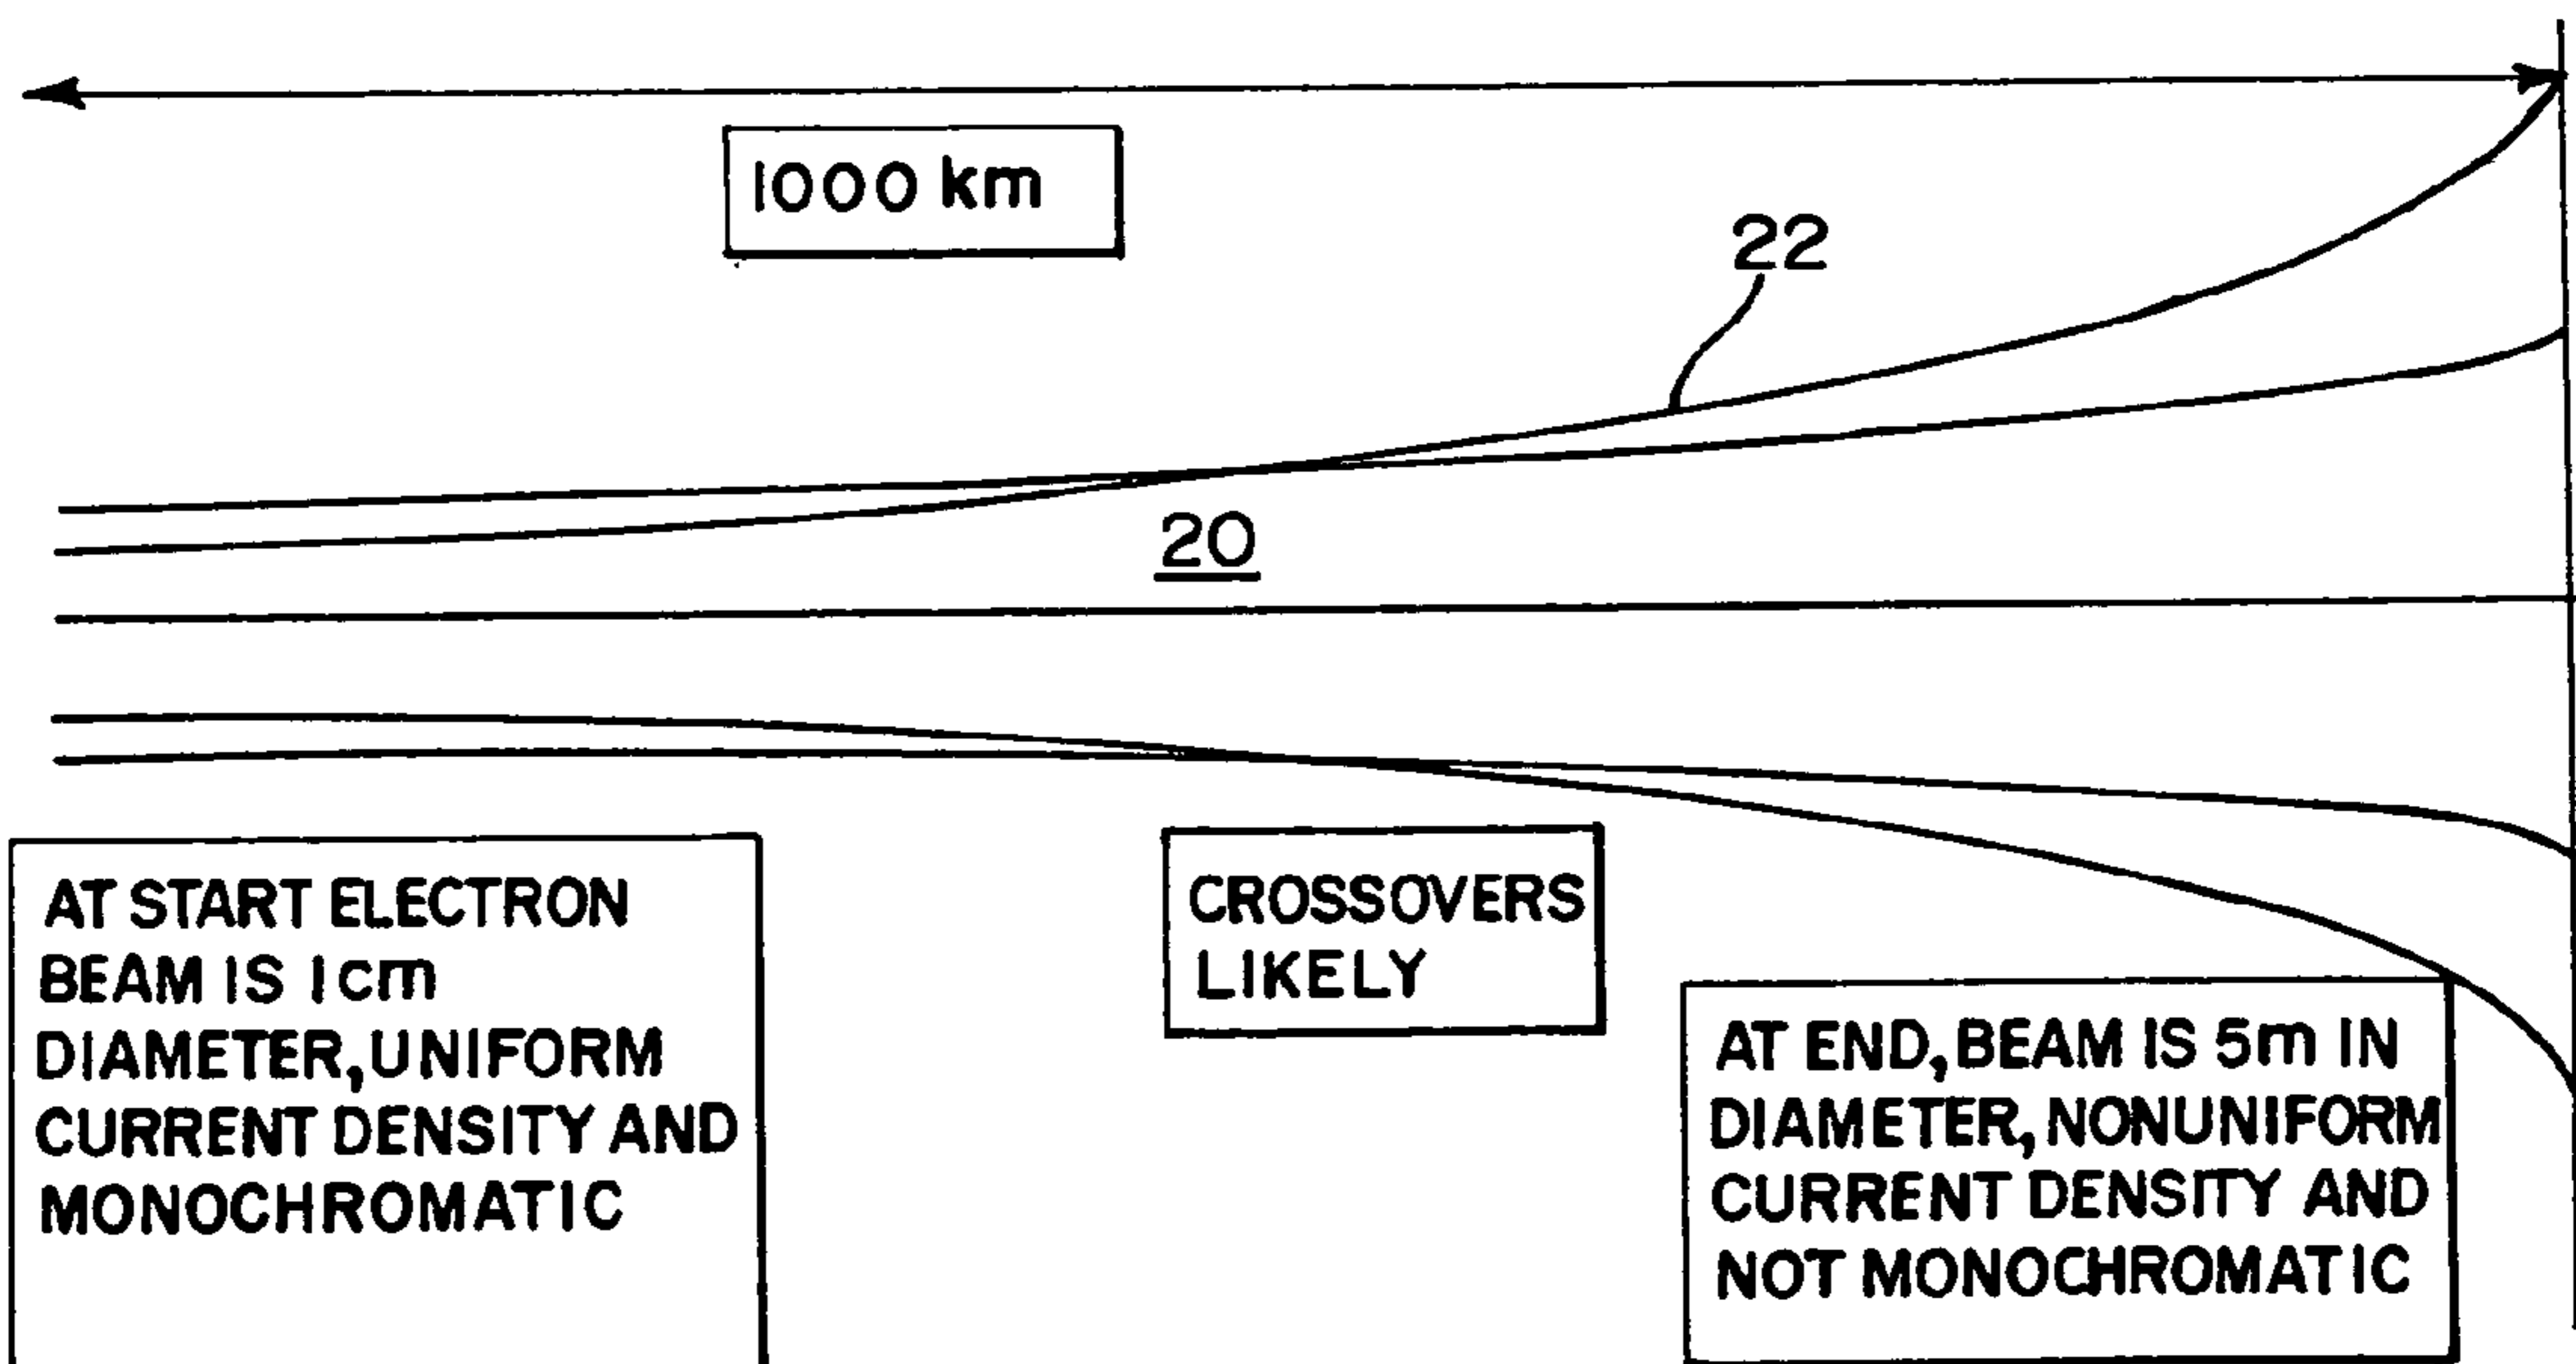 1000 km
22
20
AT START ELECTRON
BEAM IS 1cm
DIAMETER, UNIFORM
CURRENT DENSITY AND
MONOCHROMATIC
CROSSOVERS
LIKELY
AT END, BEAM IS 5m IN
DIAMETER, NONUNIFORM
CURRENT DENSITY AND
NOT MONOCHROMATIC